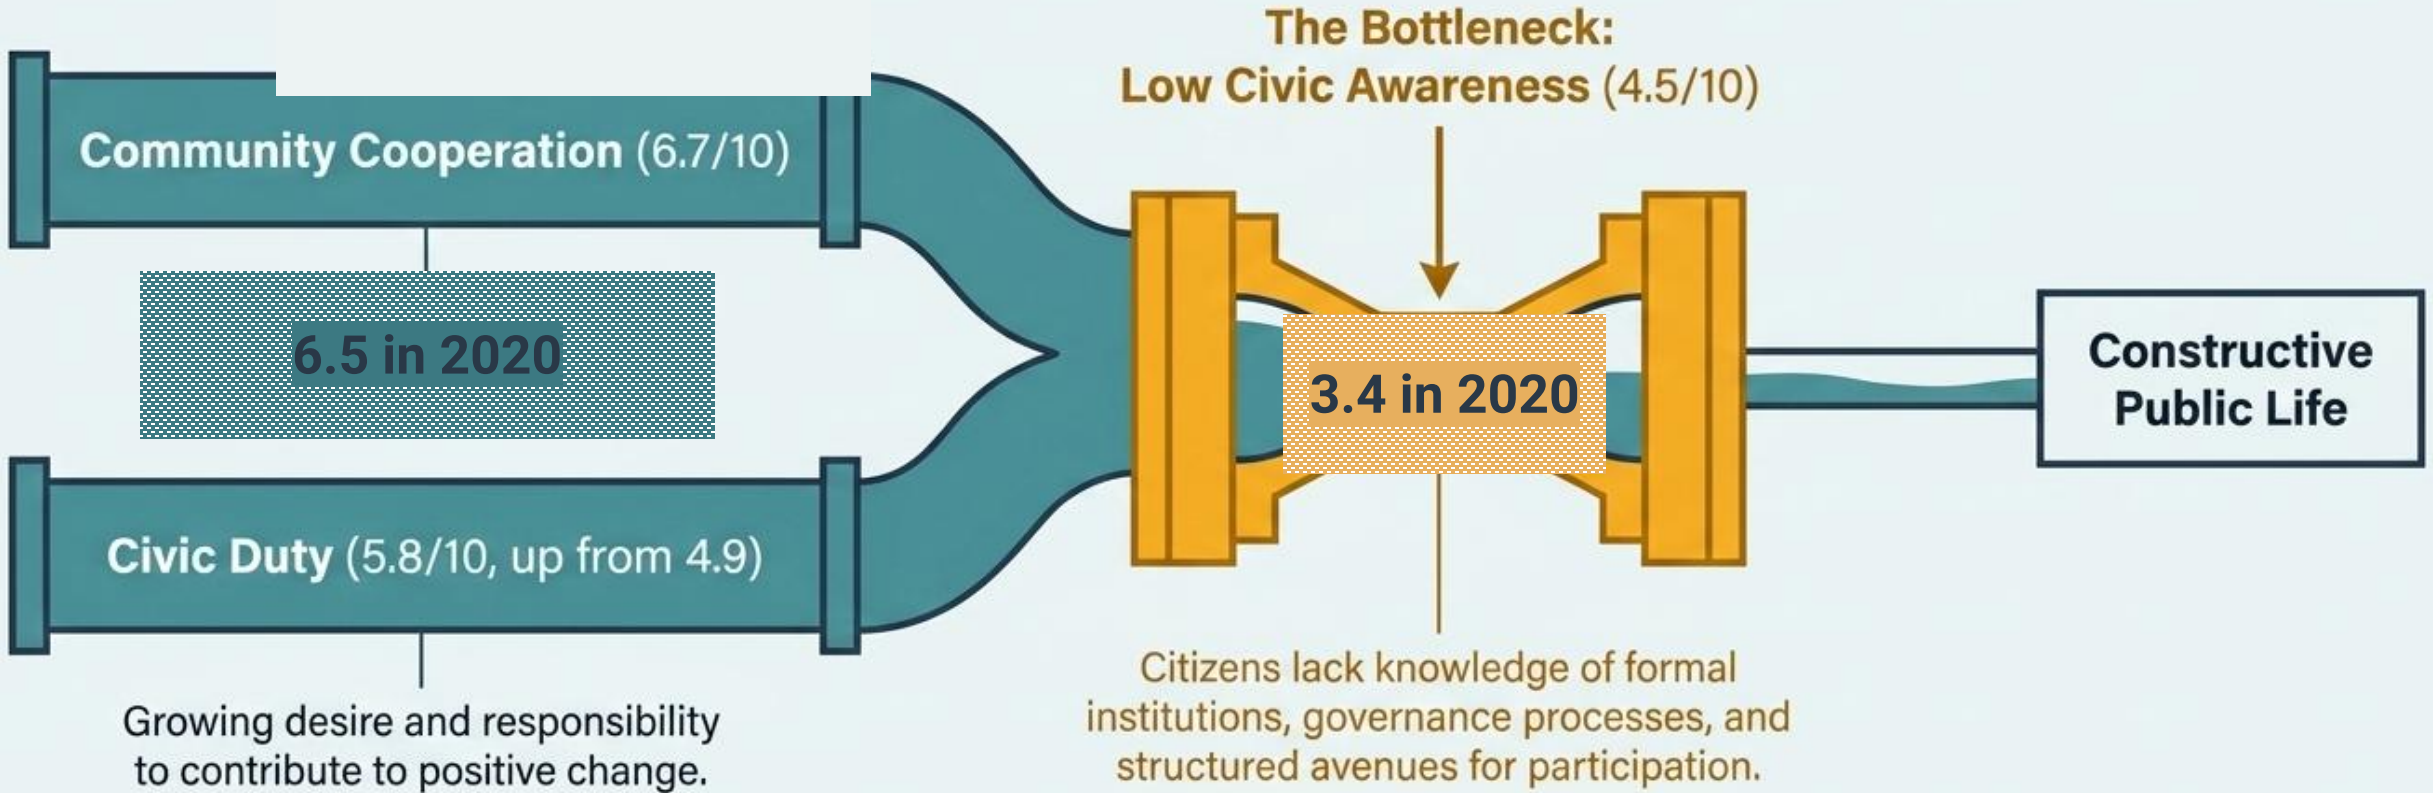 Community Cooperation (6.7/10)
6.5 in 2020
Civic Duty (5.8/10, up from 4.9)
Growing desire and responsibility
to contribute to positive change.
The Bottleneck:
Low Civic Awareness (4.5/10)
3.4 in 2020
Citizens lack knowledge of formal
institutions, governance processes, and
structured avenues for participation.
Constructive
Public Life